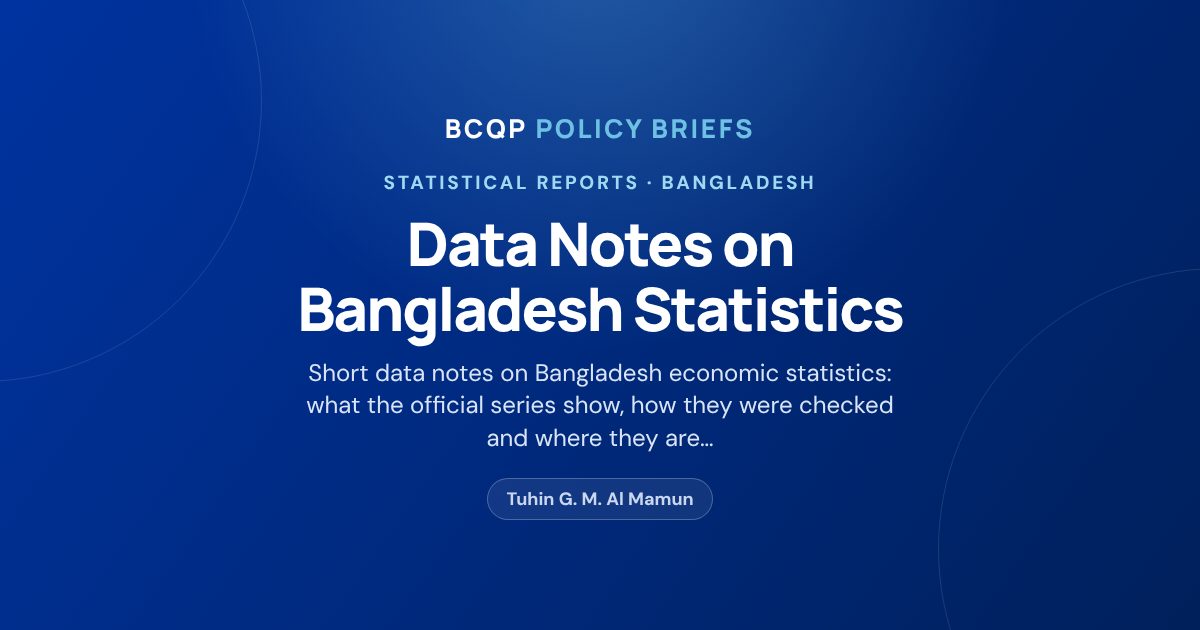 BCQP POLICY BRIEFS
STATISTICAL REPORTS · BANGLADESH
Data Notes on
Bangladesh Statistics
Short data notes on Bangladesh economic statistics:
what the official series show, how they were checked
and where they are…
Tuhin G. M. Al Mamun